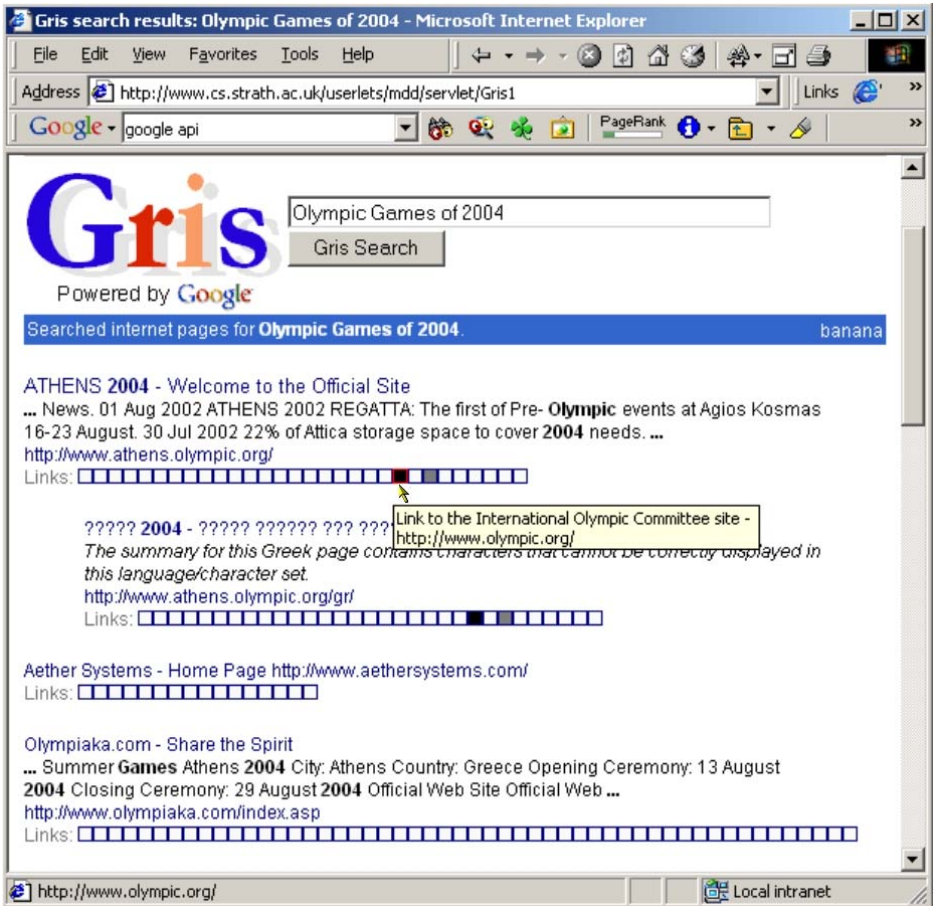 Gris search results: Olympic Games of 2004 - Microsoft Internet Explorer
File Edit View Favorites Tools Help
Address http://www.cs.strath.ac.uk/userlets/mdd/servlet/Gris1 Links »
Google google api PageRank »
Gris
Olympic Games of 2004
Gris Search
Powered by Google
Searched internet pages for Olympic Games of 2004. banana
ATHENS 2004 - Welcome to the Official Site
... News. 01 Aug 2002 ATHENS 2002 REGATTA: The first of Pre- Olympic events at Agios Kosmas
16-23 August. 30 Jul 2002 22% of Attica storage space to cover 2004 needs. ...
http://www.athens.olympic.org/
Links:
Link to the International Olympic Committee site -
http://www.olympic.org/
????? 2004 - ????? ?????? ??? ???
The summary for this Greek page contains characters that cannot be correctly displayed in
this language/character set.
http://www.athens.olympic.org/gr/
Links:
Aether Systems - Home Page http://www.aethersystems.com/
Links:
Olympiaka.com - Share the Spirit
... Summer Games Athens 2004 City: Athens Country: Greece Opening Ceremony: 13 August
2004 Closing Ceremony: 29 August 2004 Official Web Site Official Web ...
http://www.olympiaka.com/index.asp
Links:
http://www.olympic.org/ Local intranet